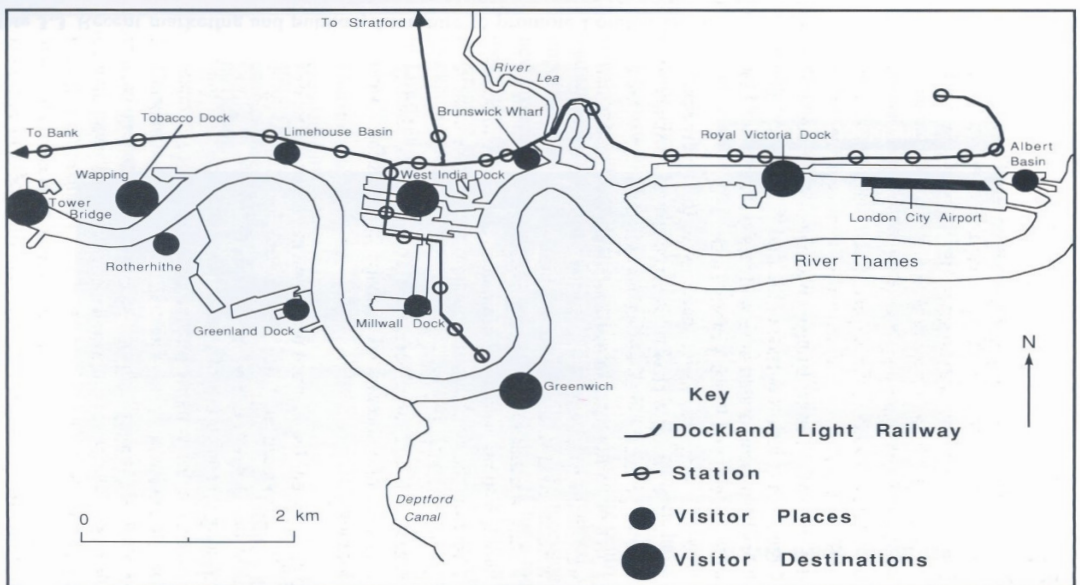 To Stratford
River
Lea
Brunswick Wharf
Tobacco Dock
To Bank
Limehouse Basin
Royal Victoria Dock
Albert
Basin
Wapping
West India Dock
Tower
Bridge
London City Airport
Rotherhithe
River Thames
Greenland Dock
Millwall Dock
N
Greenwich
Key
Dockland Light Railway
Station
Deptford
Canal
0 2 km
Visitor Places
Visitor Destinations